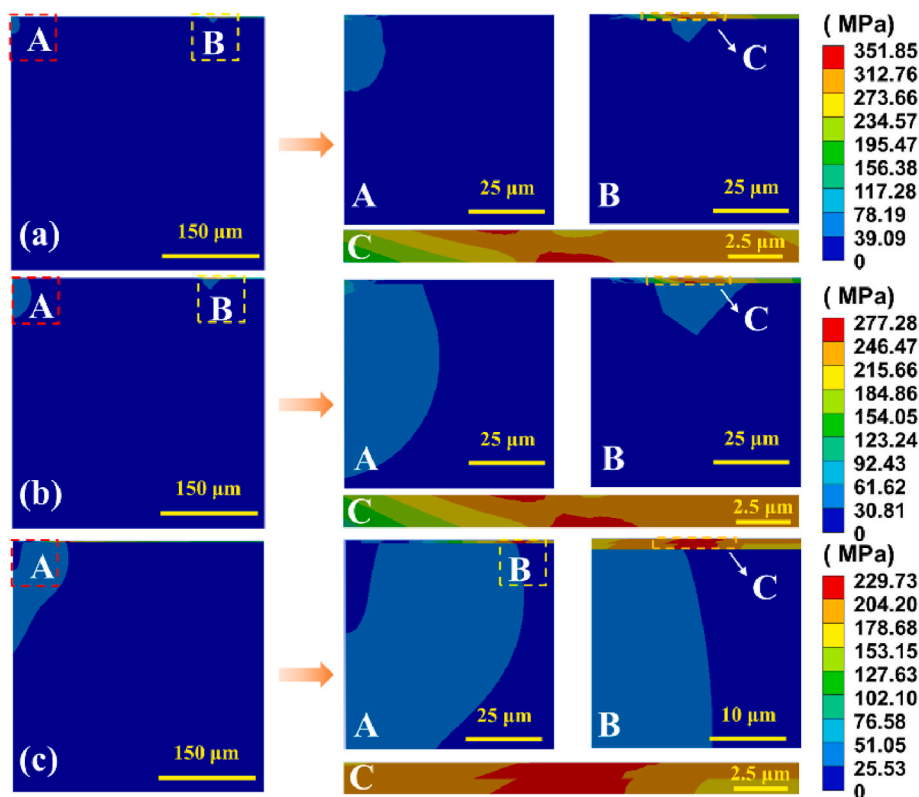 A
B
(a)
150 μm
A
25 μm
B
C
25 μm
C
2.5 μm
( MPa)
351.85
312.76
273.66
234.57
195.47
156.38
117.28
78.19
39.09
0
A
B
(b)
150 μm
A
25 μm
B
C
25 μm
C
2.5 μm
( MPa)
277.28
246.47
215.66
184.86
154.05
123.24
92.43
61.62
30.81
0
A
(c)
150 μm
B
A
25 μm
C
B
10 μm
C
2.5 μm
( MPa)
229.73
204.20
178.68
153.15
127.63
102.10
76.58
51.05
25.53
0